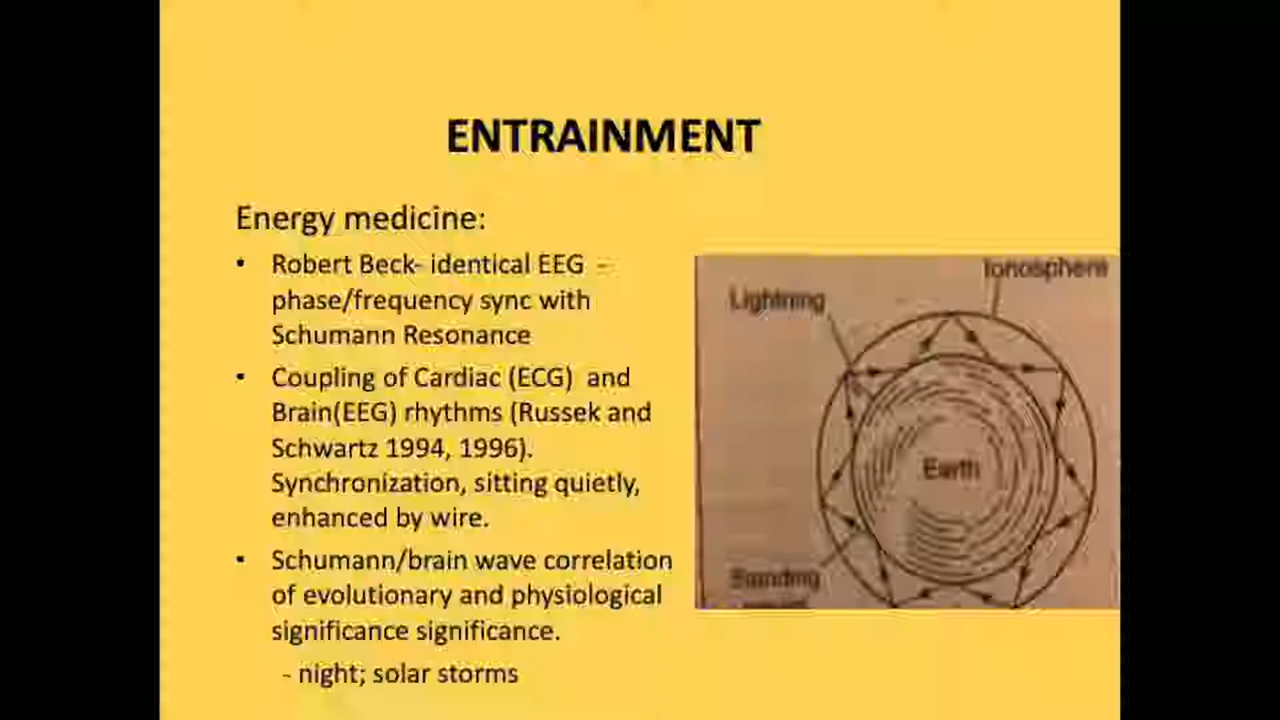 ENTRAINMENT
Energy medicine:
• Robert Beck- identical EEG -
phase/frequency sync with
Schumann Resonance
• Coupling of Cardiac (ECG) and
Brain(EEG) rhythms (Russek and
Schwartz 1994, 1996).
Synchronization, sitting quietly,
enhanced by wire.
• Schumann/brain wave correlation
of evolutionary and physiological
significance significance.
- night; solar storms
Ionosphere
Lightning
Earth
Standing